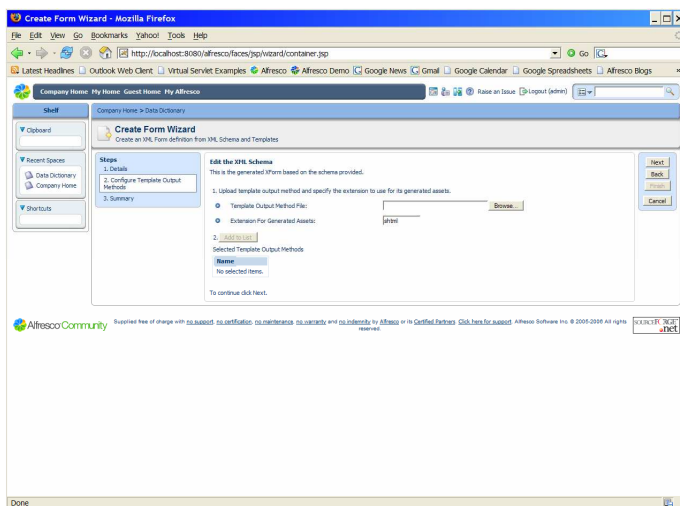 Create Form Wizard - Mozilla Firefox
File Edit View Go Bookmarks Yahoo! Tools Help
http://localhost:8080/alfresco/faces/jsp/wizard/container.jsp Go
Latest Headlines Outlook Web Client Virtual Servlet Examples Alfresco Alfresco Demo Google News Gmail Google Calendar Google Spreadsheets Alfresco Blogs
Company Home My Home Guest Home My Alfresco Raise an Issue Logout (admin)
Shelf
Company Home > Data Dictionary
Clipboard
Create Form Wizard
Create an XML Form definition from XML Schema and Templates
Recent Spaces
Data Dictionary
Company Home
Shortcuts
Steps
1. Details
2. Configure Template Output Methods
3. Summary
Edit the XML Schema
This is the generated XForm based on the schema provided.
1. Upload template output method and specify the extension to use for its generated assets.
Template Output Method File: Browse...
Extension For Generated Assets: shtml
2. Add to List
Selected Template Output Methods
Name
No selected items.
To continue click Next.
Next
Back
Finish
Cancel
Alfresco Community
Supplied free of charge with no support, no certification, no maintenance, no warranty and no indemnity by Alfresco or its Certified Partners. Click here for support. Alfresco Software Inc. © 2005-2006 All rights
reserved.
SOURCEFORGE
.net
Done